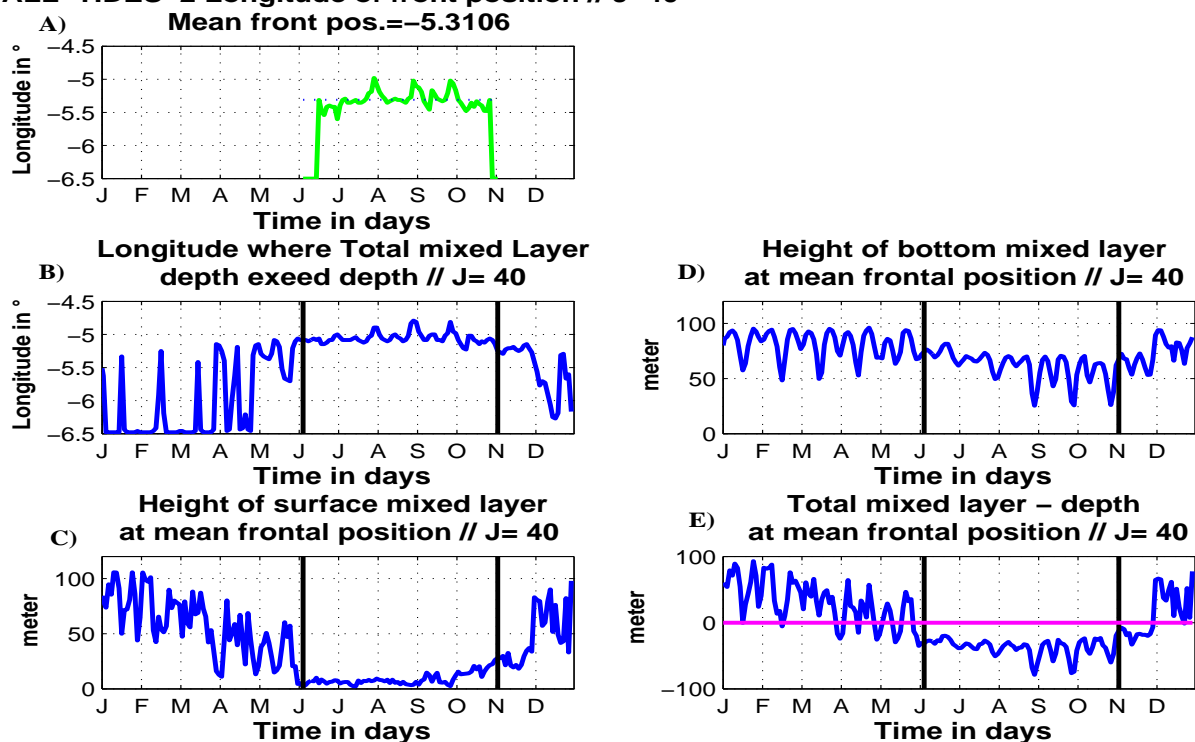 A)
Mean front pos.=−5.3106
Longitude in °
−4.5
−5
−5.5
−6
−6.5
J F M A M J J A S O N D
Time in days
B)
Longitude where Total mixed Layer
depth exeed depth // J= 40
Longitude in °
−4.5
−5
−5.5
−6
−6.5
J F M A M J J A S O N D
Time in days
D)
Height of bottom mixed layer
at mean frontal position // J= 40
meter
100
50
0
J F M A M J J A S O N D
Time in days
C)
Height of surface mixed layer
at mean frontal position // J= 40
meter
100
50
0
J F M A M J J A S O N D
Time in days
E)
Total mixed layer − depth
at mean frontal position // J= 40
meter
100
0
−100
J F M A M J J A S O N D
Time in days